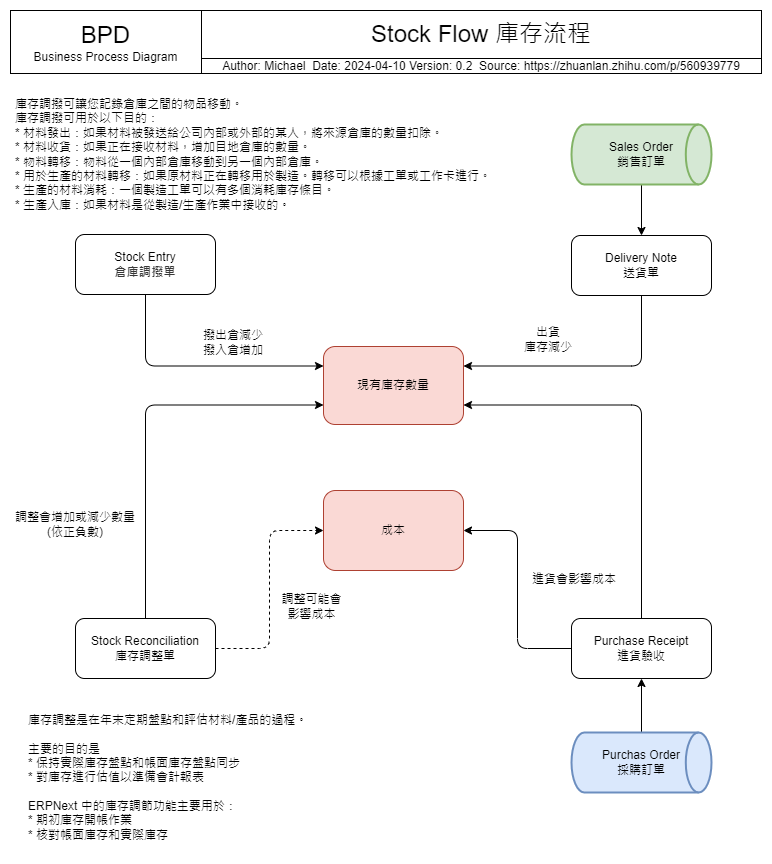 BPD
Business Process Diagram
Stock Flow 庫存流程
Author: Michael Date: 2024-04-10 Version: 0.2 Source: https://zhuanlan.zhihu.com/p/560939779
庫存調撥可讓您記錄倉庫之間的物品移動。
庫存調撥可用於以下目的：
* 材料發出：如果材料被發送給公司內部或外部的某人，將來源倉庫的數量扣除。
* 材料收貨：如果正在接收材料，增加目地倉庫的數量。
* 物料轉移：物料從一個內部倉庫移動到另一個內部倉庫。
* 用於生產的材料轉移：如果原材料正在轉移用於製造。轉移可以根據工單或工作卡進行。
* 生產的材料消耗：一個製造工單可以有多個消耗庫存條目。
* 生產入庫：如果材料是從製造/生產作業中接收的。
Sales Order
銷售訂單
Stock Entry
倉庫調撥單
Delivery Note
送貨單
撥出倉減少
撥入倉增加
出貨
庫存減少
現有庫存數量
調整會增加或減少數量
(依正負數)
成本
調整可能會
影響成本
進貨會影響成本
Stock Reconciliation
庫存調整單
Purchase Receipt
進貨驗收
庫存調整是在年末定期盤點和評估材料/產品的過程。
主要的目的是
* 保持實際庫存盤點和帳面庫存盤點同步
* 對庫存進行估值以準備會計報表
ERPNext 中的庫存調節功能主要用於：
* 期初庫存開帳作業
* 核對帳面庫存和實際庫存
Purchas Order
採購訂單